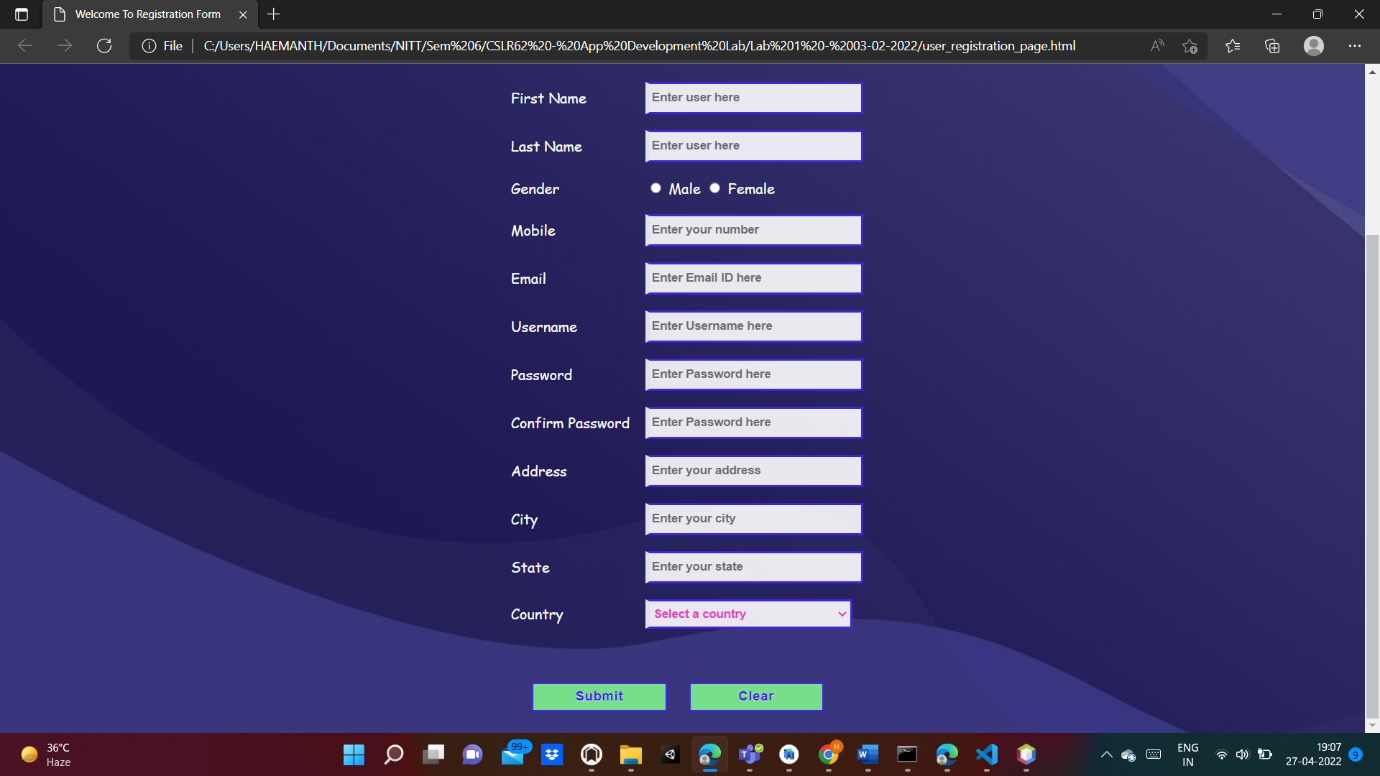 Welcome To Registration Form
File C:/Users/HAEMANTH/Documents/NITT/Sem%206/CSLR62%20-%20App%20Development%20Lab/Lab%201%20-%2003-02-2022/user_registration_page.html
First Name Enter user here
Last Name Enter user here
Gender Male Female
Mobile Enter your number
Email Enter Email ID here
Username Enter Username here
Password Enter Password here
Confirm Password Enter Password here
Address Enter your address
City Enter your city
State Enter your state
Country Select a country
Submit Clear
36°C
Haze
99+
H
W
ENG
IN
19:07
27-04-2022
9